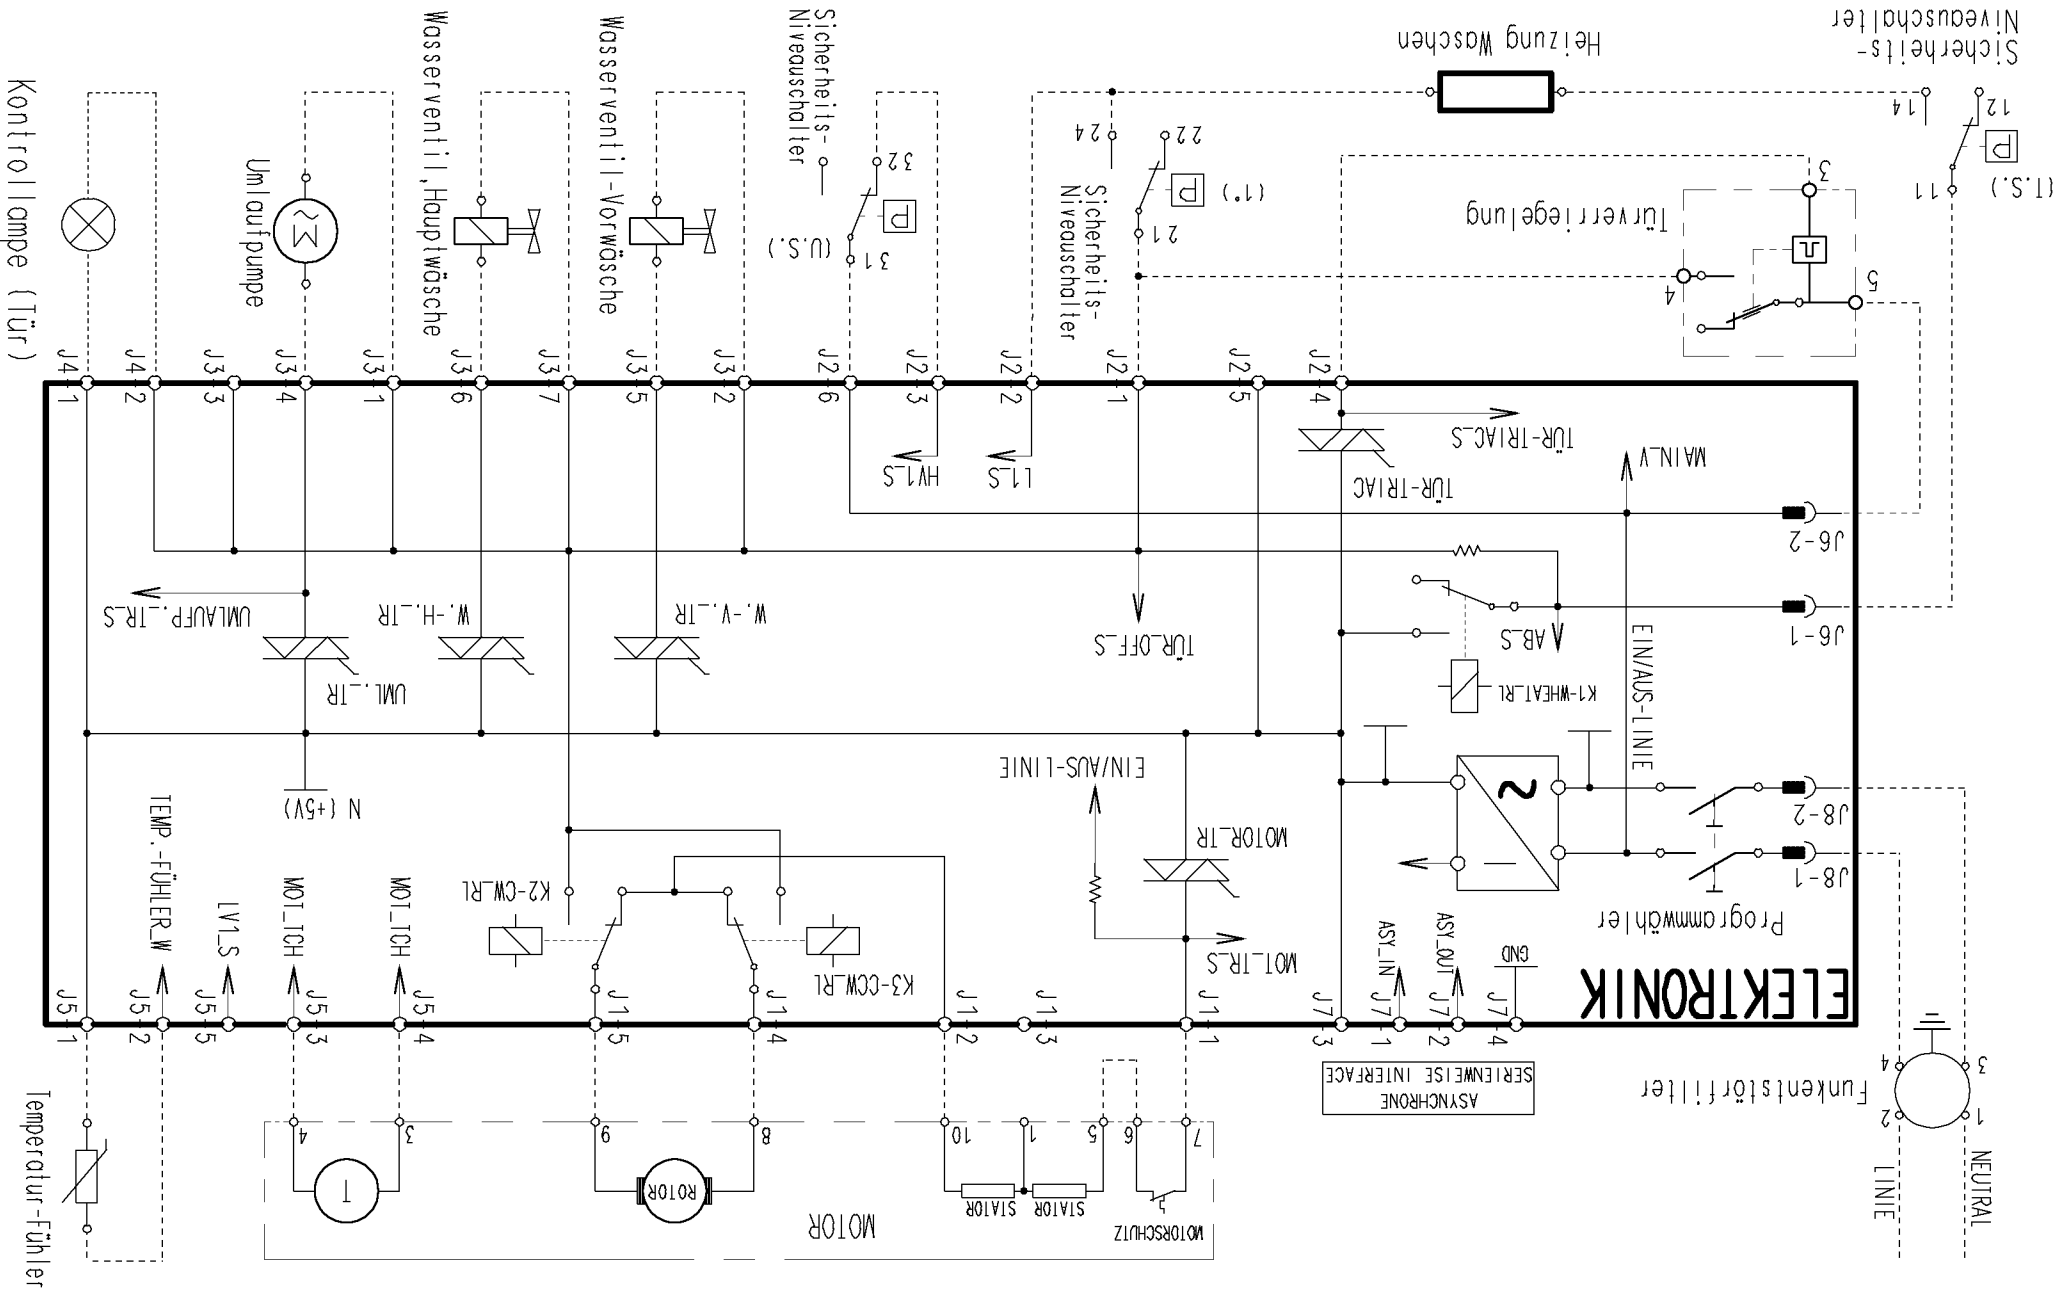 Kontrollampe (Tür)
Umlaufpumpe
Wasserventil,Hauptwäsche
Wasserventil-Vorwäsche
Sicherheits-
Niveauschalter
32
31
(U.S.)
Sicherheits-
Niveauschalter
24
22
21
(1°)
Heizung Waschen
Sicherheits-
Niveauschalter
14
12
11
(T.S.)
Türverriegelung
3
4
5
J4-1
J4-2
J3-3
J3-4
J3-1
J3-6
J3-7
J3-5
J3-2
J2-6
J2-3
J2-2
J2-1
J2-5
J2-4
HV1_S
L1_S
TÜR-TRIAC_S
TÜR-TRIAC
MAIN_V
J6-2
J6-1
UMLAUFP._TR_S
UML._TR
W.-H._TR
W.-V._TR
TÜR_OFF_S
AB_S
K1-WHEAT_RL
EIN/AUS-LINIE
N (+5V)
EIN/AUS-LINIE
MOTOR_TR
MOT_TR_S
J8-2
J8-1
Programmwähler
ELEKTRONIK
TEMP.-FÜHLER_W
LV1_S
MOT_TCH
MOT_TCH
K2-CW_RL
K3-CCW_RL
ASY_IN
ASY_OUT
GND
J5-1
J5-2
J5-5
J5-3
J5-4
J1-5
J1-4
J1-2
J1-3
J1-1
J7-3
J7-1
J7-2
J7-4
ASYNCHRONE
SERIENWEISE INTERFACE
Funkentstörfilter
4
3
2
1
LINIE
NEUTRAL
Temperatur-Fühler
4
3
9
8
10
1
5
6
7
T
ROTOR
STATOR
STATOR
MOTORSCHUTZ
MOTOR